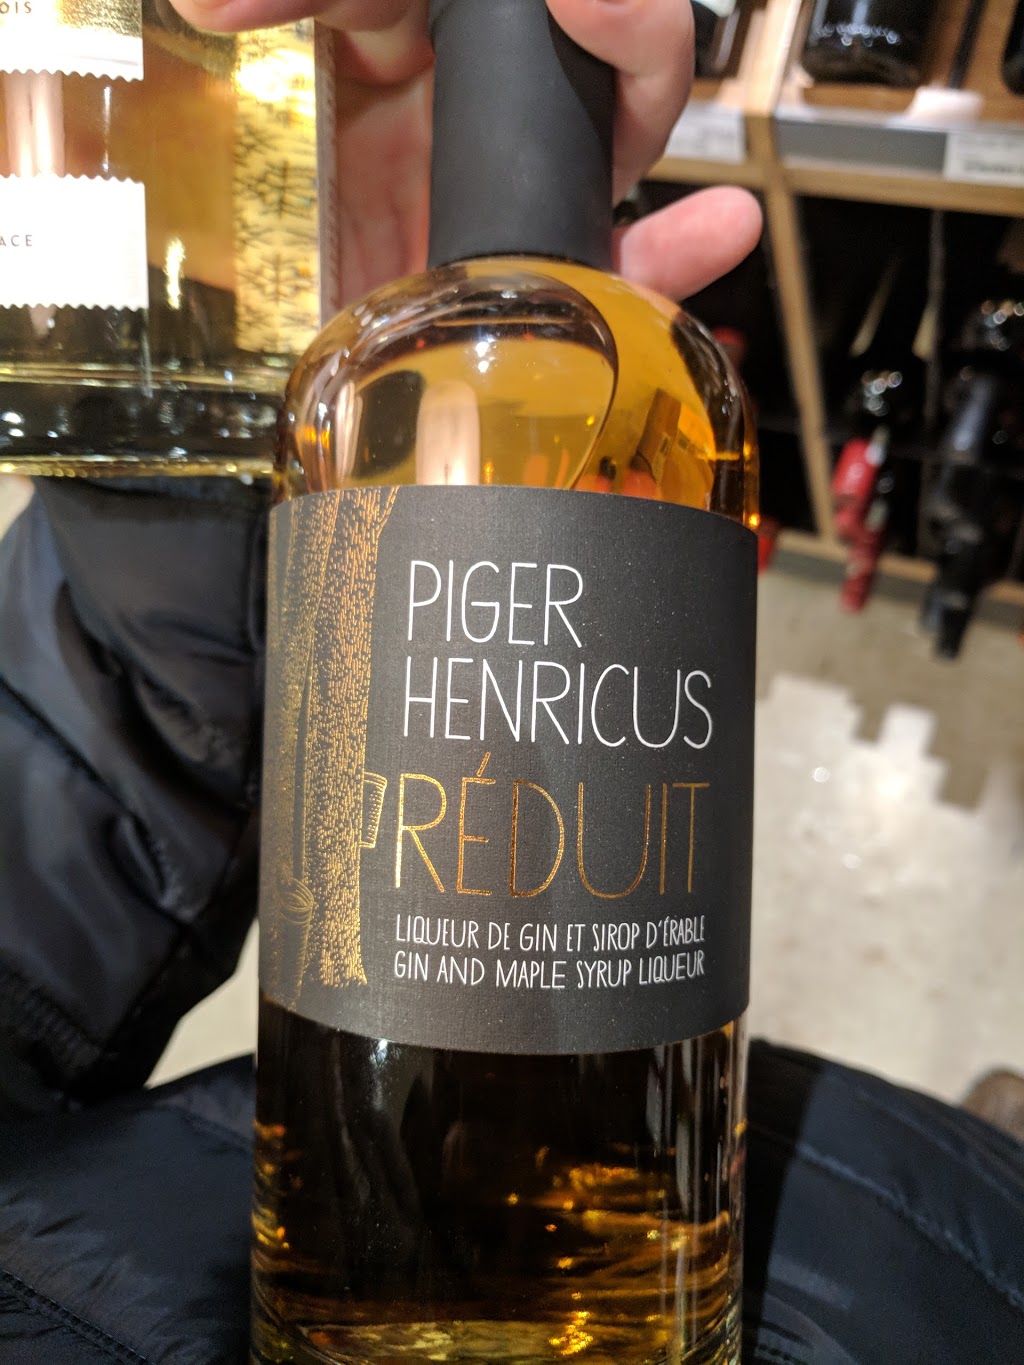 PIGER
HENRICUS
RÉDUIT
LIQUEUR DE GIN ET SIROP D'ÉRABLE
GIN AND MAPLE SYRUP LIQUEUR